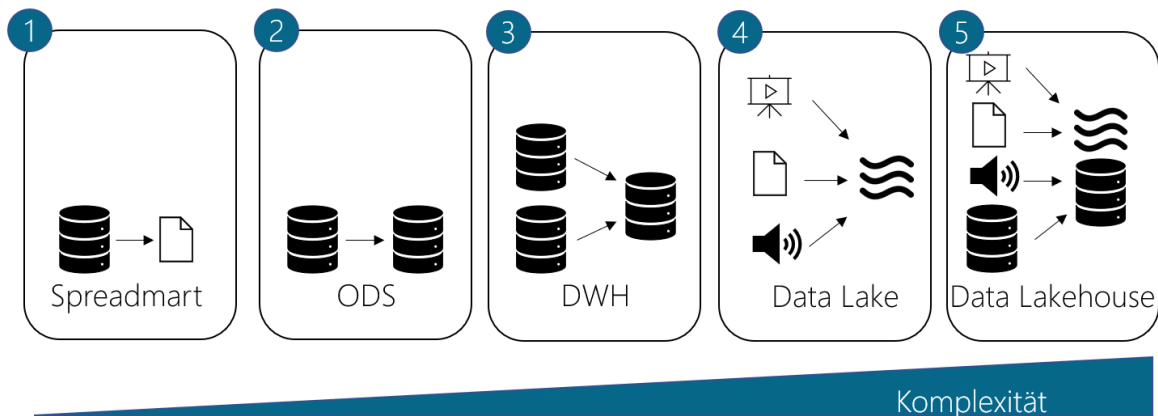 1
2
3
4
5
Spreadmart
ODS
DWH
Data Lake
Data Lakehouse
Komplexität